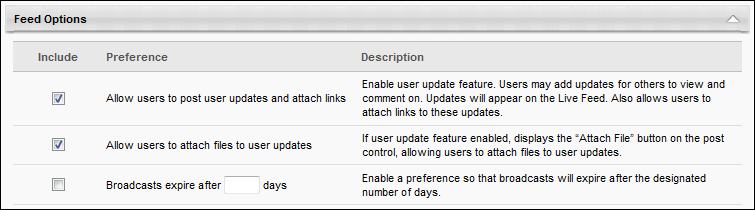 Feed Options
Include Preference Description
Allow users to post user updates and attach links
Enable user update feature. Users may add updates for others to view and
comment on. Updates will appear on the Live Feed. Also allows users to
attach links to these updates.
Allow users to attach files to user updates
If user update feature enabled, displays the “Attach File” button on the post
control, allowing users to attach files to user updates.
Broadcasts expire after days
Enable a preference so that broadcasts will expire after the designated
number of days.